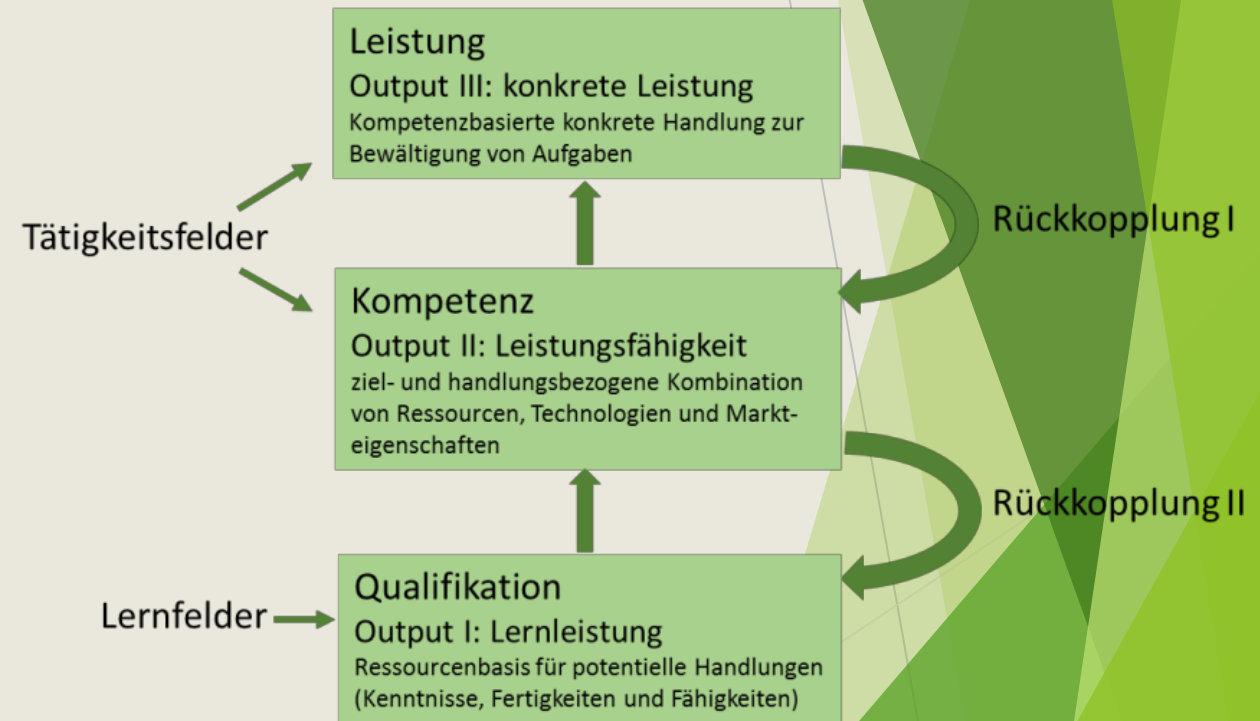 Leistung
Output III: konkrete Leistung
Kompetenzbasierte konkrete Handlung zur
Bewältigung von Aufgaben
Tätigkeitsfelder
Rückkopplung I
Kompetenz
Output II: Leistungsfähigkeit
ziel- und handlungsbezogene Kombination
von Ressourcen, Technologien und Markt-
eigenschaften
Rückkopplung II
Lernfelder
Qualifikation
Output I: Lernleistung
Ressourcenbasis für potentielle Handlungen
(Kenntnisse, Fertigkeiten und Fähigkeiten)